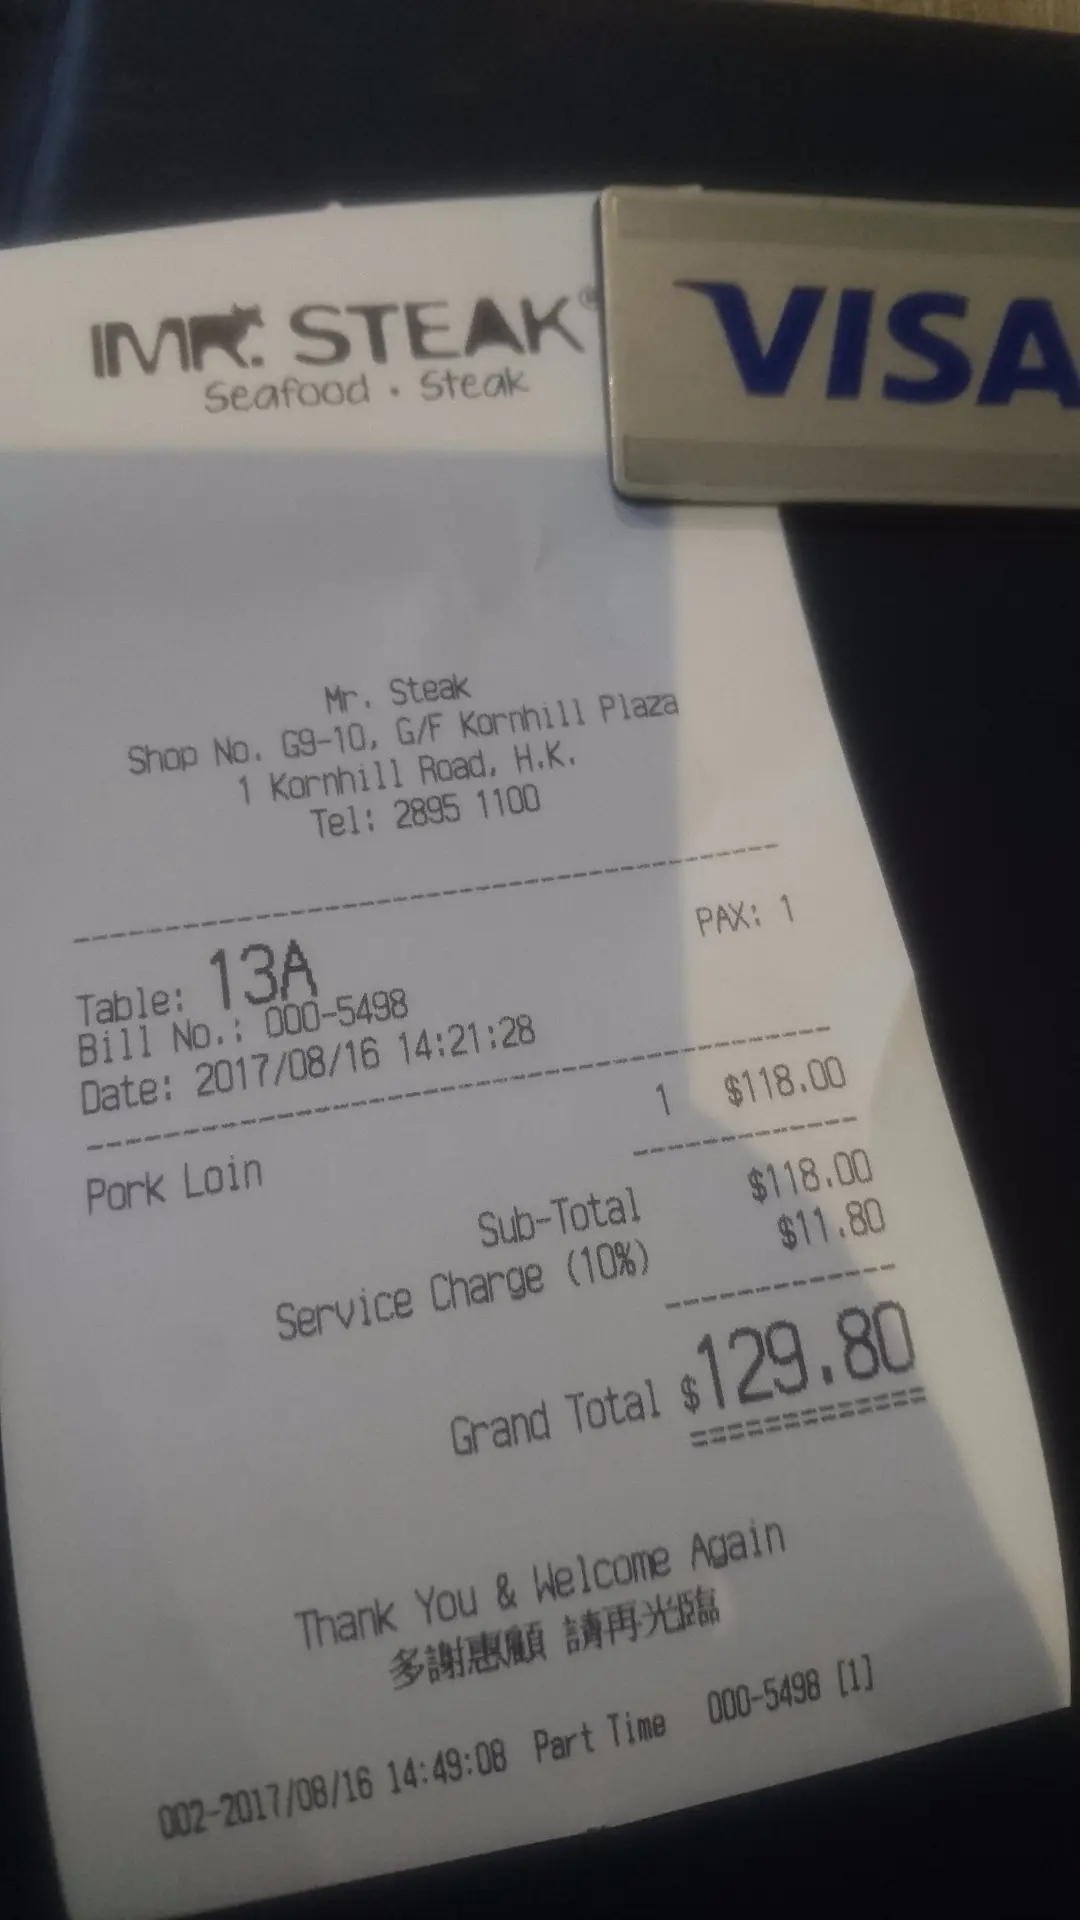 MR. STEAK®
Seafood · Steak
VISA
Mr. Steak
Shop No. G9-10, G/F Kornhill Plaza
1 Kornhill Road, H.K.
Tel: 2895 1100
PAX: 1
Table: 13A
Bill No.: 000-5498
Date: 2017/08/16 14:21:28
Pork Loin 1 $118.00
Sub-Total $118.00
Service Charge (10%) $11.80
Grand Total $129.80
Thank You & Welcome Again
多謝惠顧 請再光臨
002-2017/08/16 14:49:08 Part Time 000-5498 [1]